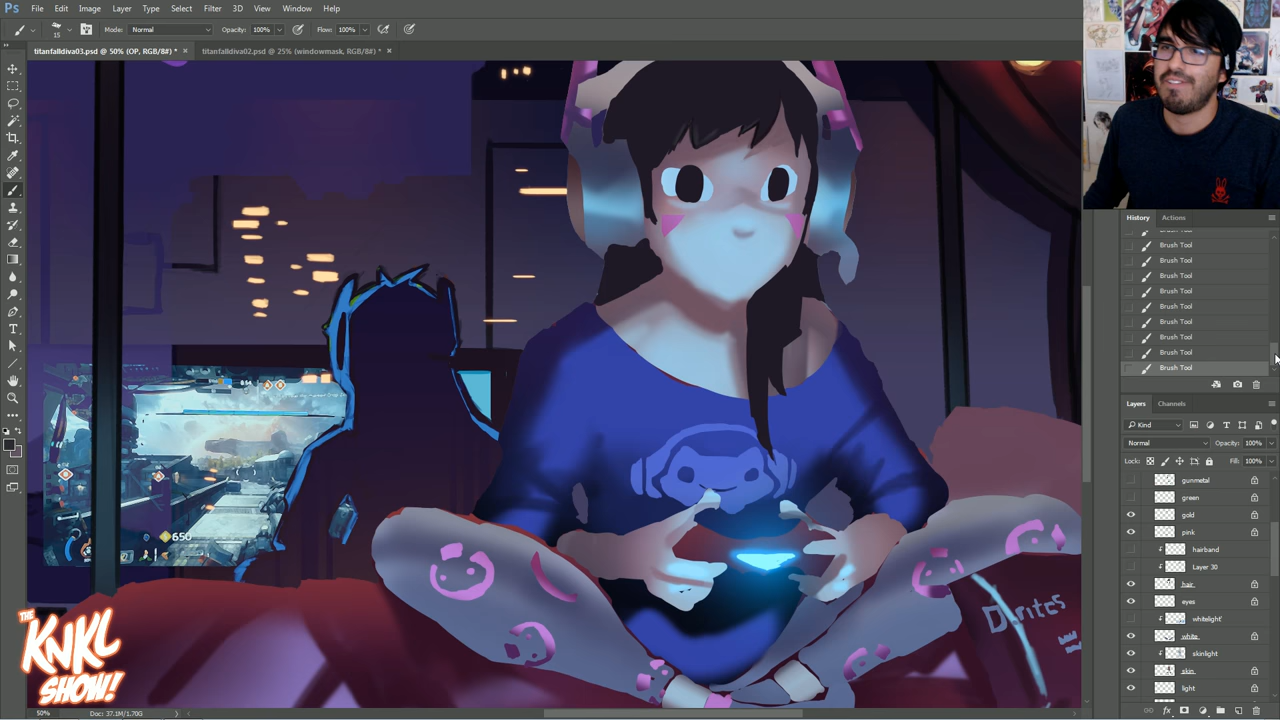 Ps File Edit Image Layer Type Select Filter 3D View Window Help
15 Mode: Normal Opacity: 100% Flow: 100%
titanfalldiva03.psd @ 50% (OP, RGB/8#) * × titanfalldiva02.psd @ 25% (windowmask, RGB/8#) * ×
History Actions
Brush Tool
Brush Tool
Brush Tool
Brush Tool
Brush Tool
Brush Tool
Brush Tool
Brush Tool
Brush Tool
Brush Tool
Layers Channels
Kind
Normal Opacity: 100%
Lock: Fill: 100%
gunmetal
green
gold
pink
hairband
Layer 30
hair
eyes
whitelight
white
skinlight
skin
light
650
Doritos
THE
KNKL
SHOW!
50% Doc: 37.1M/1.70G